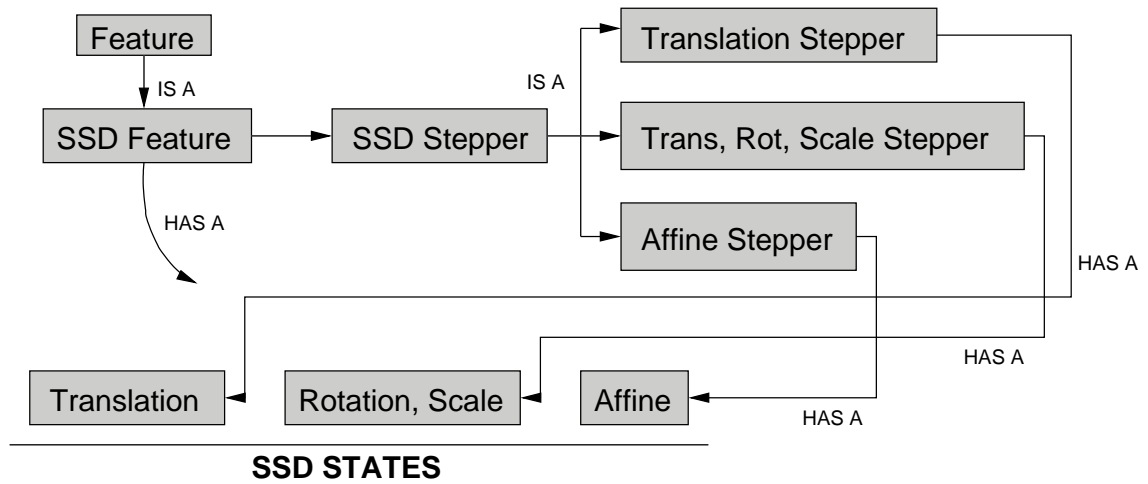 Feature
Translation Stepper
IS A
IS A
SSD Feature
SSD Stepper
Trans, Rot, Scale Stepper
HAS A
Affine Stepper
HAS A
HAS A
Translation
Rotation, Scale
Affine
HAS A
SSD STATES